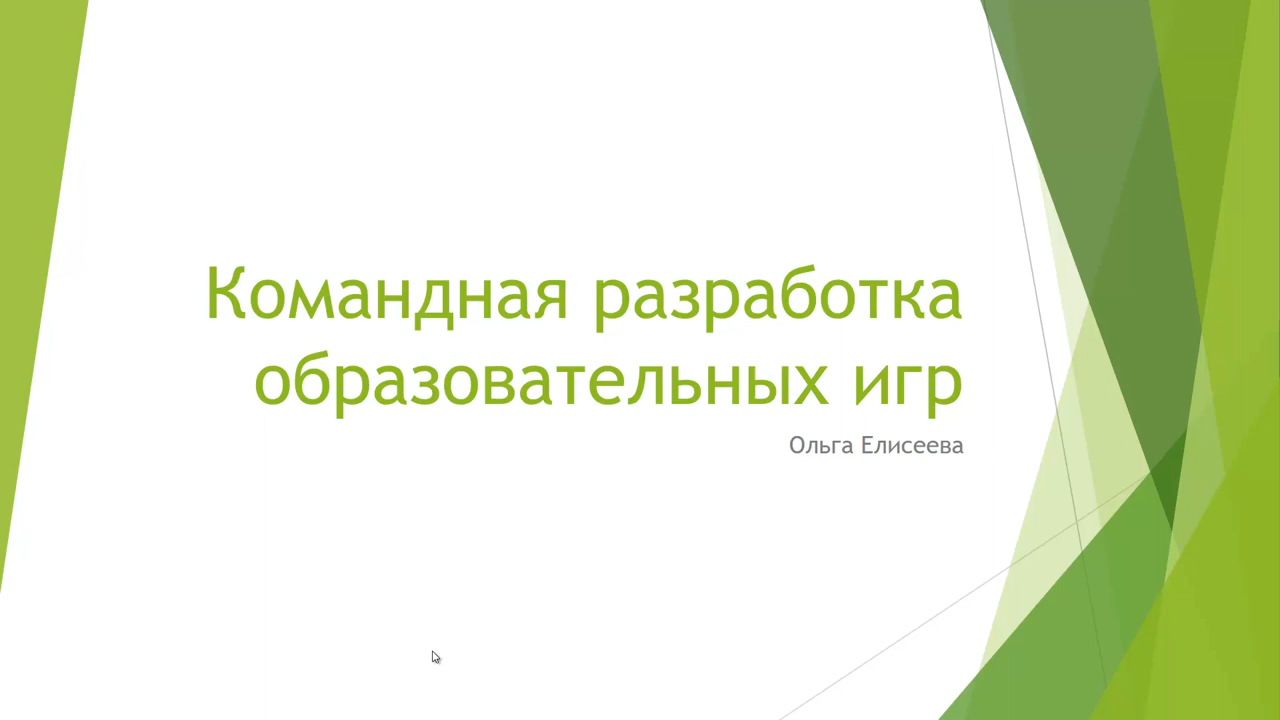 Командная разработка
образовательных игр
Ольга Елисеева